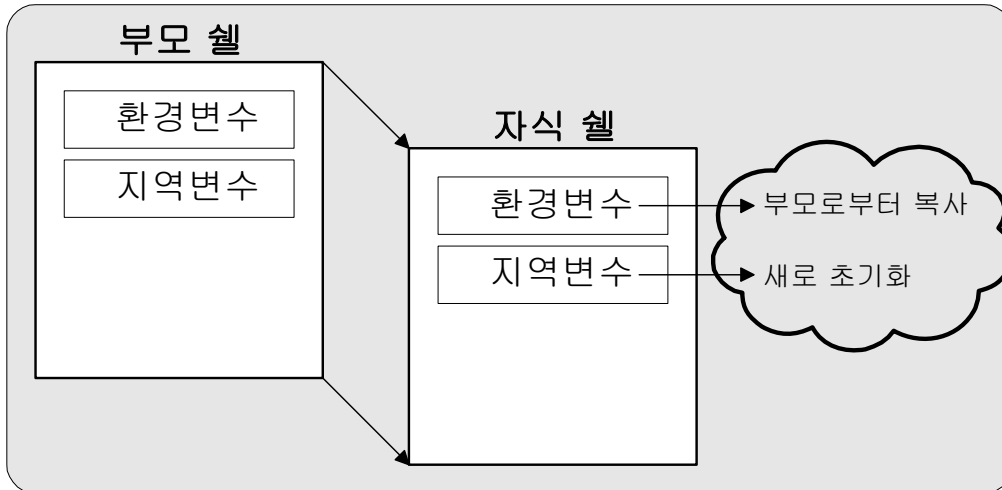 부모 쉘
환경변수
지역변수
자식 쉘
환경변수
지역변수
부모로부터 복사
새로 초기화